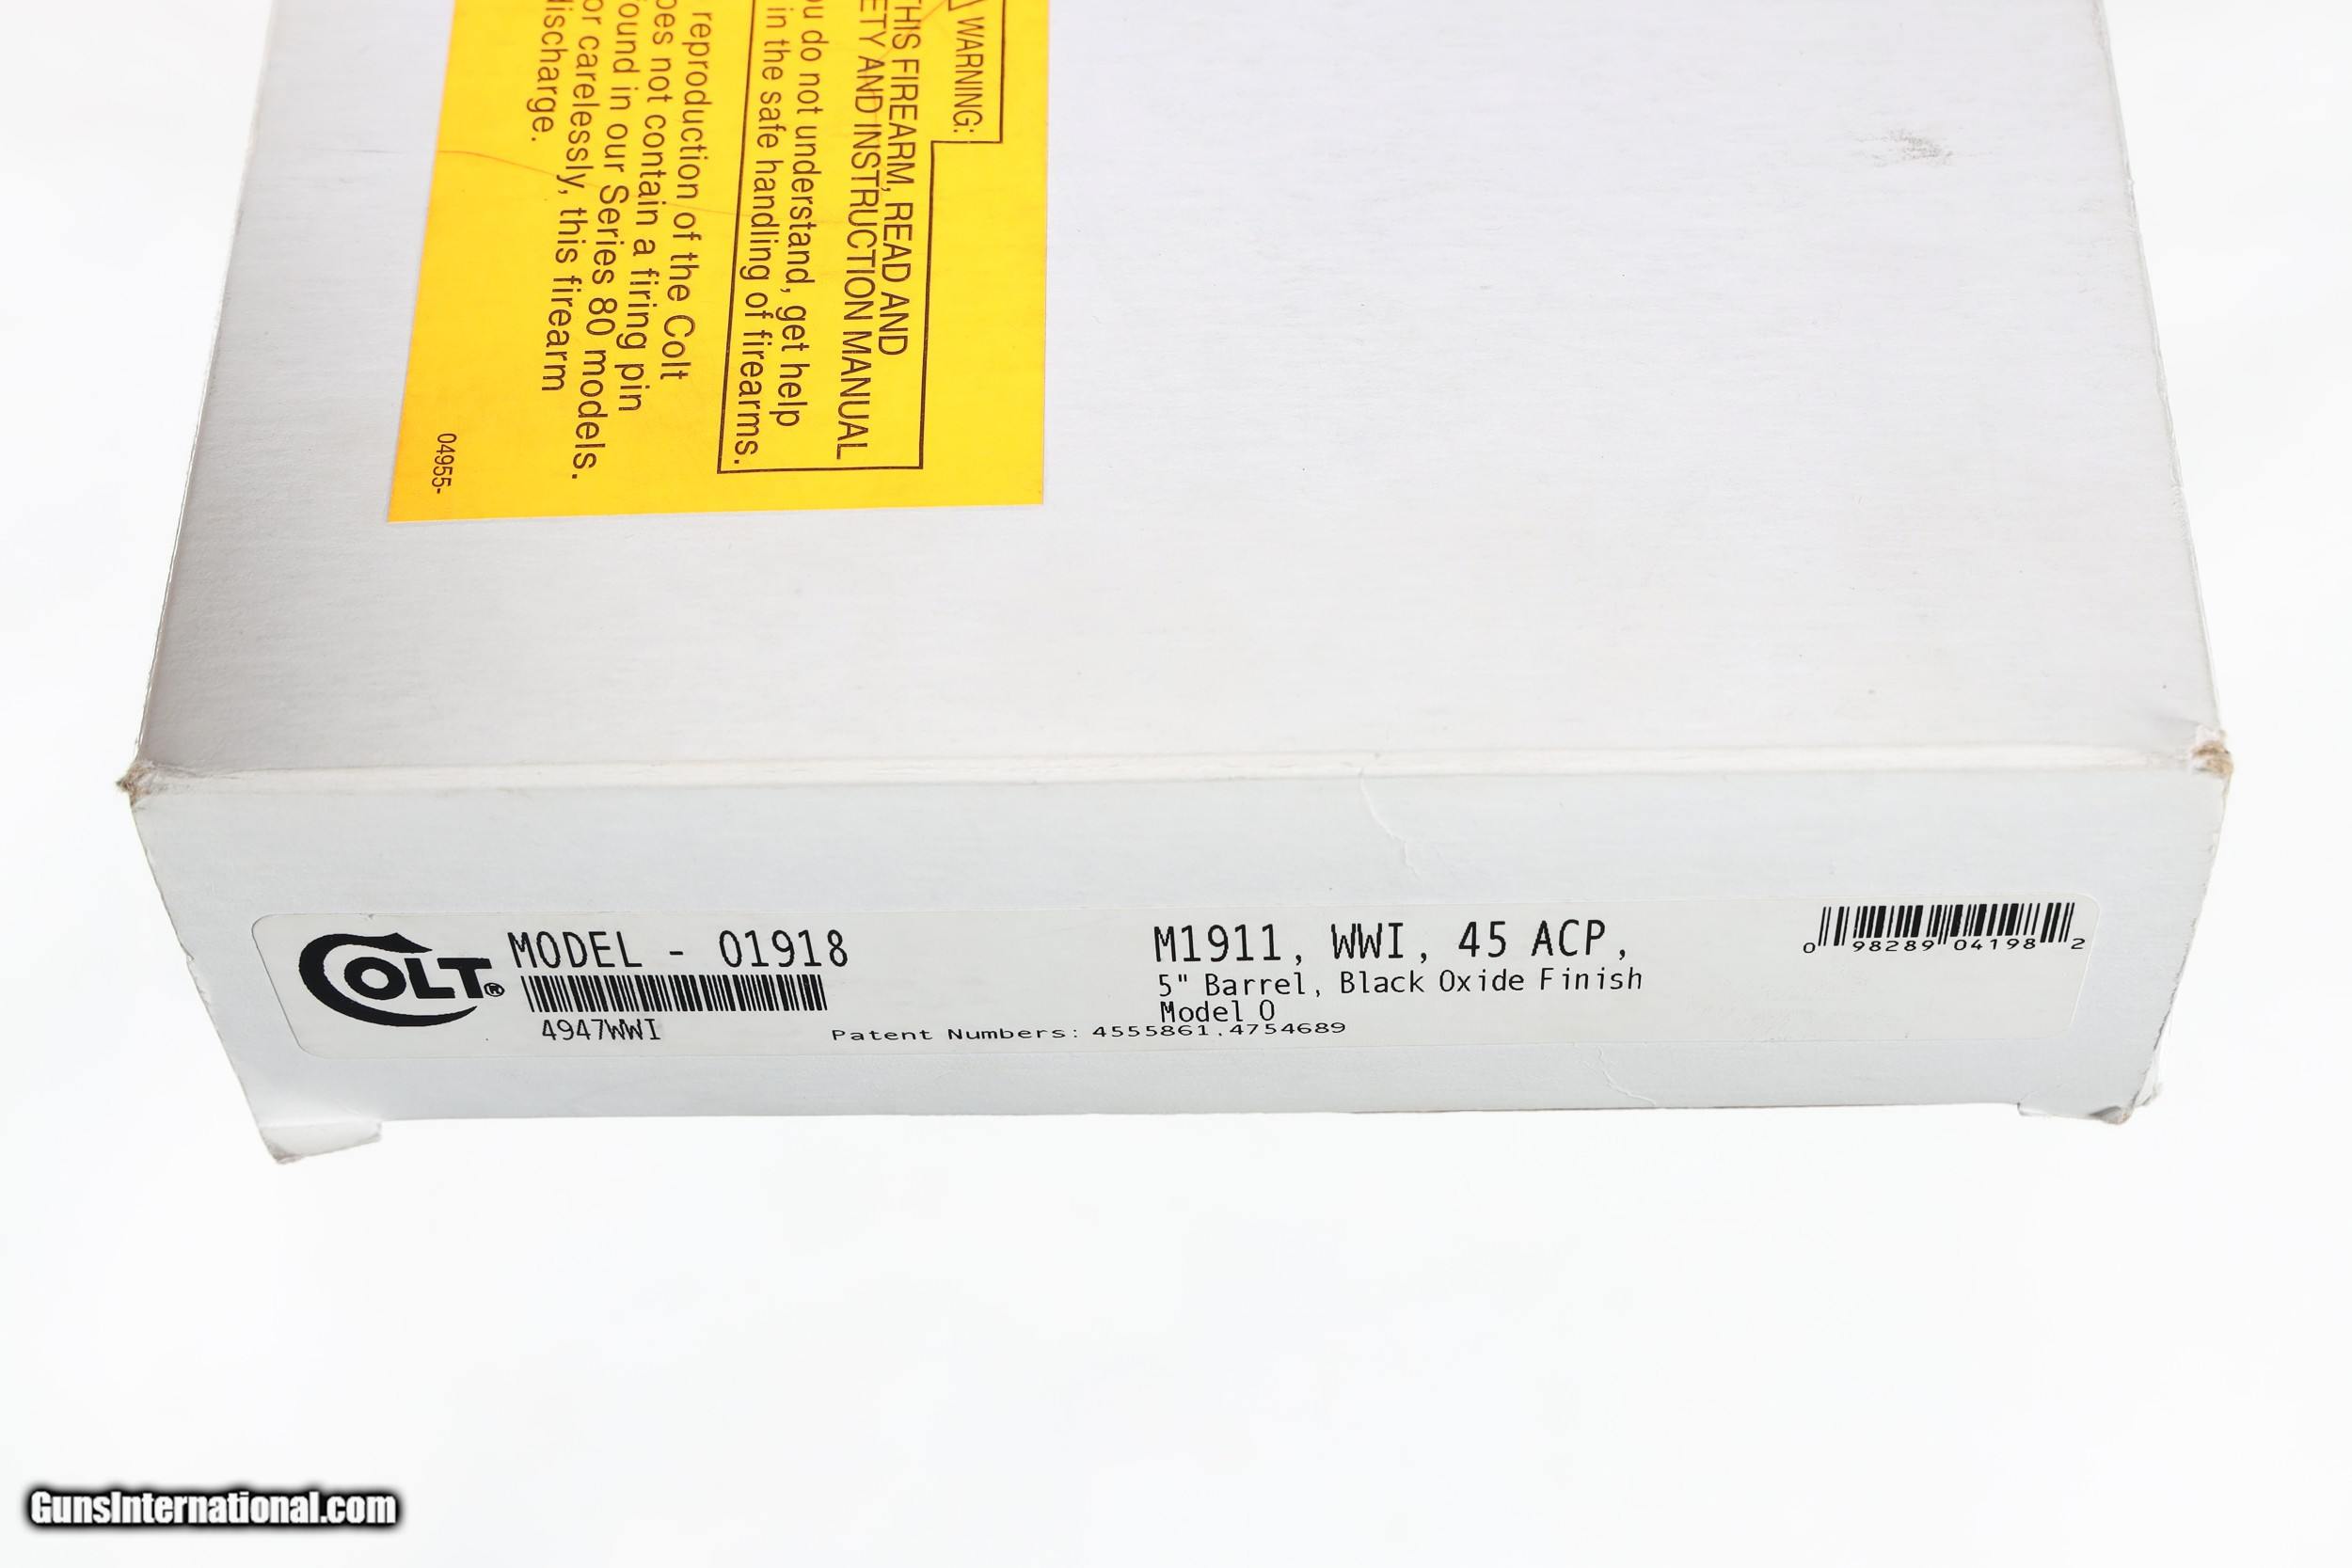 WARNING:
THIS FIREARM, READ AND
ETY AND INSTRUCTION MANUAL
ou do not understand, get help
in the safe handling of firearms.
reproduction of the Colt
oes not contain a firing pin
ound in our Series 80 models.
or carelessly, this firearm
discharge.
04955-
COLT®
MODEL - 01918
4947WWI
M1911, WWI, 45 ACP,
5" Barrel, Black Oxide Finish
Model O
Patent Numbers: 4555861,4754689
0 98289 04198 2
GunsInternational.com